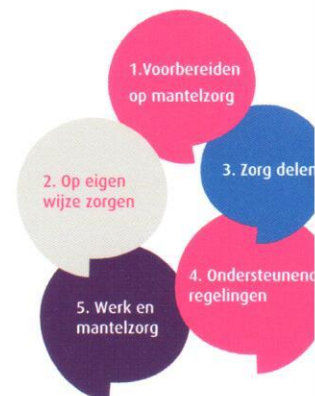 1.Voorbereiden
op mantelzorg
2. Op eigen
wijze zorgen
3. Zorg delen
4. Ondersteunend
regelingen
5. Werk en
mantelzorg